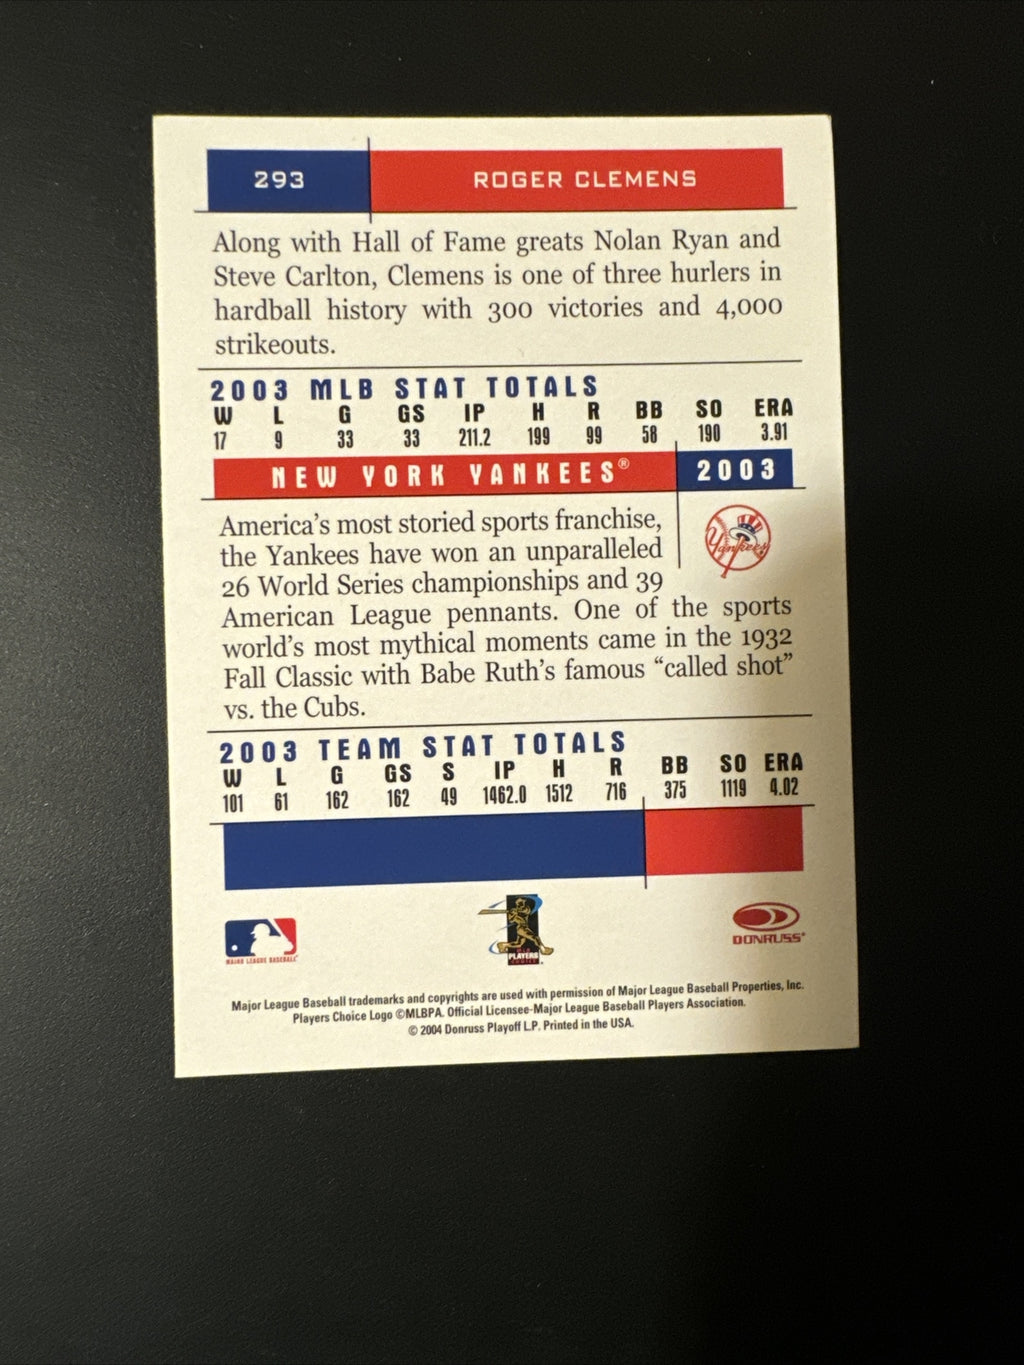 293 ROGER CLEMENS
Along with Hall of Fame greats Nolan Ryan and
Steve Carlton, Clemens is one of three hurlers in
hardball history with 300 victories and 4,000
strikeouts.
2003 MLB STAT TOTALS
W L G GS IP H R BB SO ERA
17 9 33 33 211.2 199 99 58 190 3.91
NEW YORK YANKEES® 2003
Yankees
America's most storied sports franchise,
the Yankees have won an unparalleled
26 World Series championships and 39
American League pennants. One of the sports
world's most mythical moments came in the 1932
Fall Classic with Babe Ruth's famous “called shot”
vs. the Cubs.
2003 TEAM STAT TOTALS
W L G GS S IP H R BB SO ERA
101 61 162 162 49 1462.0 1512 716 375 1119 4.02
MAJOR LEAGUE BASEBALL
PLAYERS
CHOICE
DONRUSS
Major League Baseball trademarks and copyrights are used with permission of Major League Baseball Properties, Inc.
Players Choice Logo ©MLBPA. Official Licensee-Major League Baseball Players Association.
© 2004 Donruss Playoff L.P. Printed in the USA.